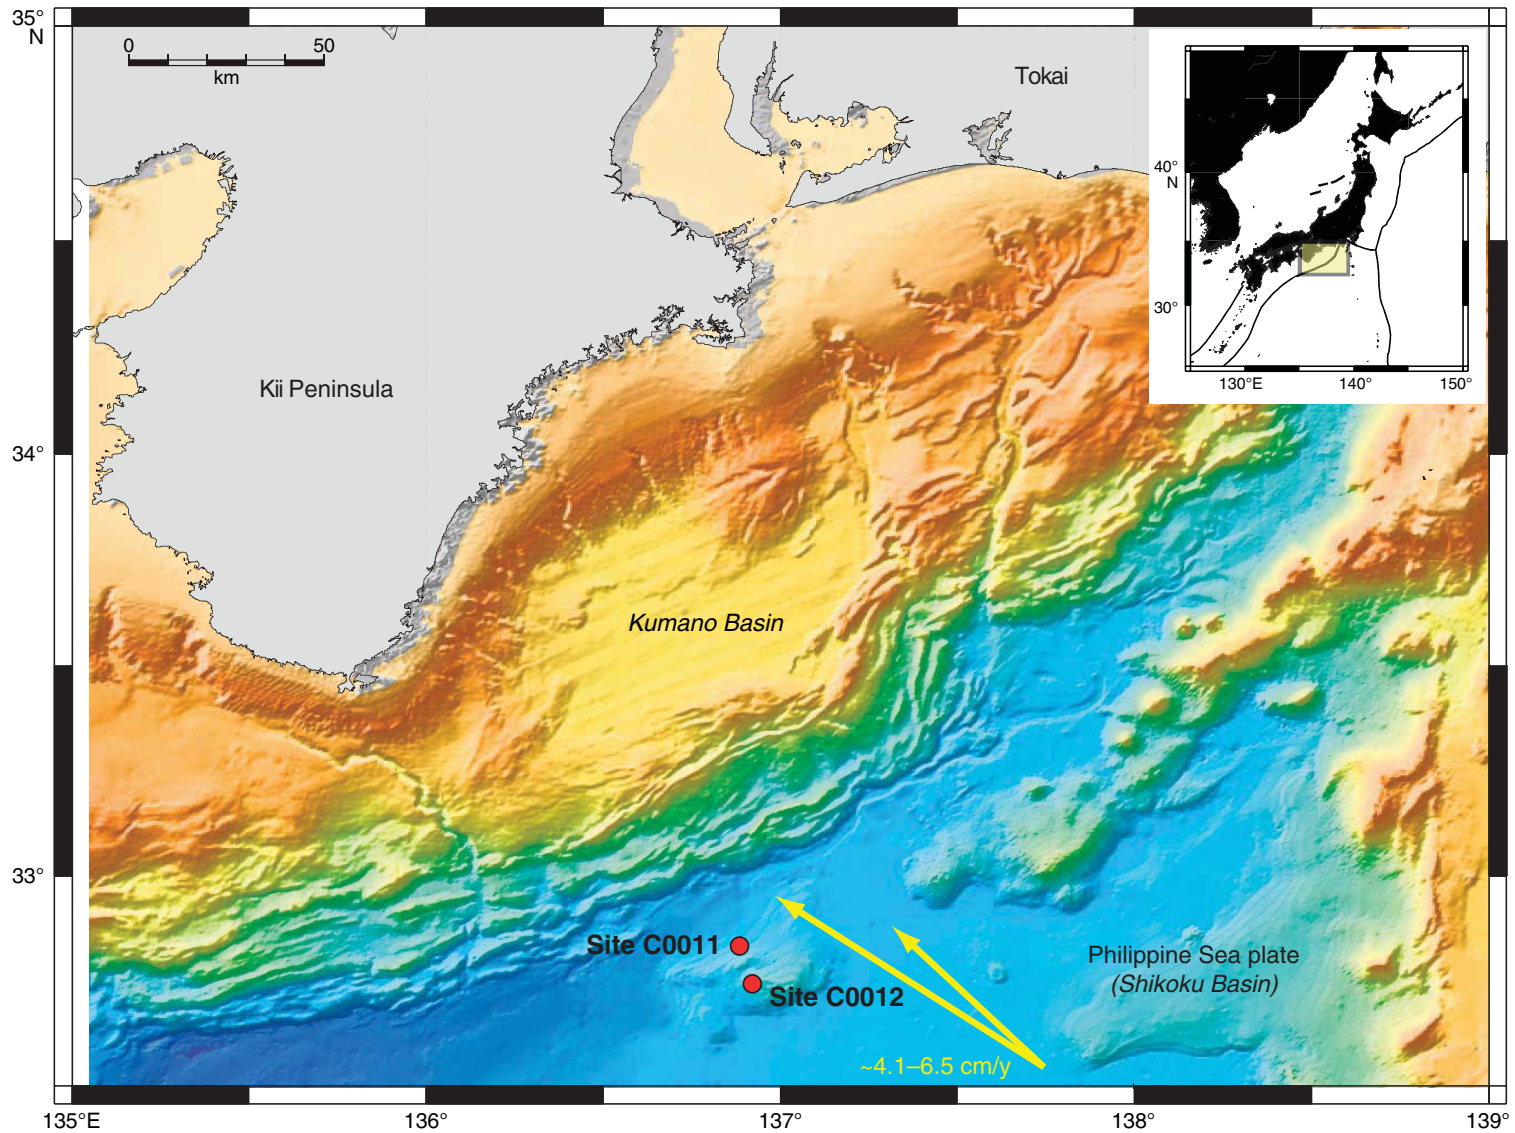 35°
N
0 50
km
Tokai
40°
N
30°
130°E 140° 150°
Kii Peninsula
34°
Kumano Basin
33°
Site C0011
Site C0012
Philippine Sea plate
(Shikoku Basin)
~4.1–6.5 cm/y
135°E 136° 137° 138° 139°